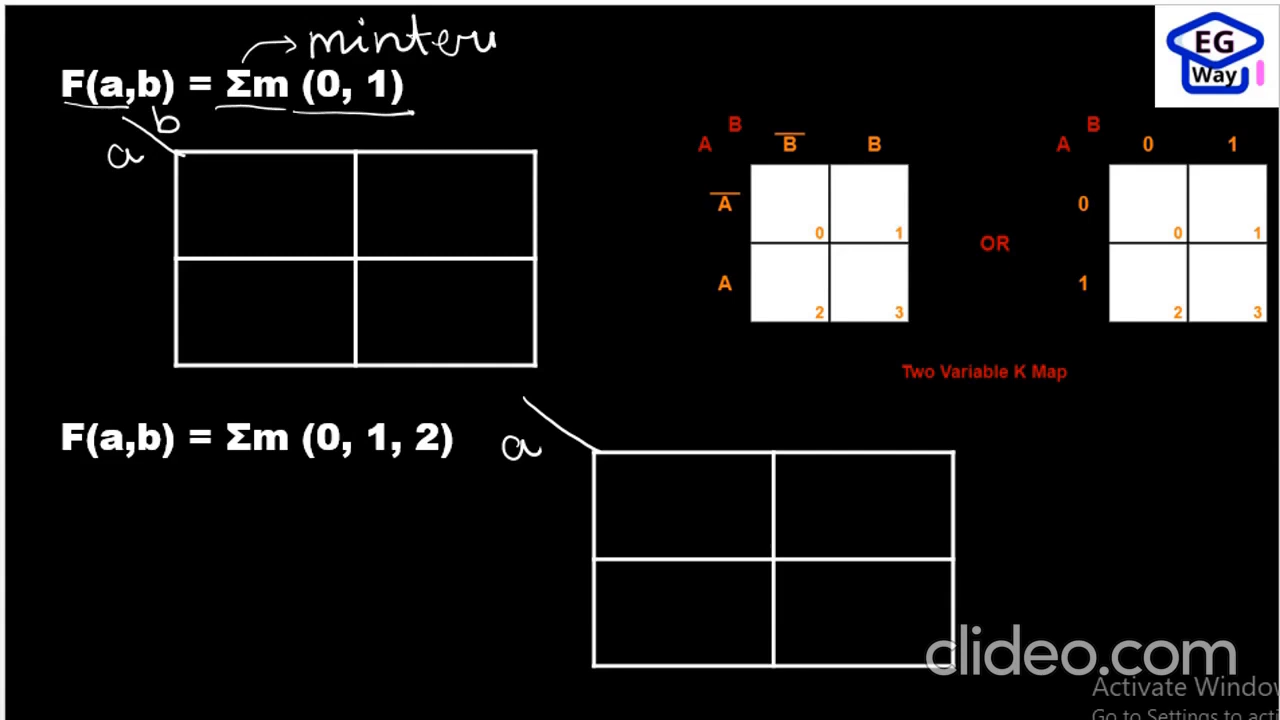 minterm
F(a,b) = Σm (0, 1)
b
a
EG
Way
B
A B̅ B
A̅
0 1
A
2 3
OR
B
A 0 1
0
0 1
1
2 3
Two Variable K Map
F(a,b) = Σm (0, 1, 2)
a
clideo.com
Activate Window
Go to Settings to acti